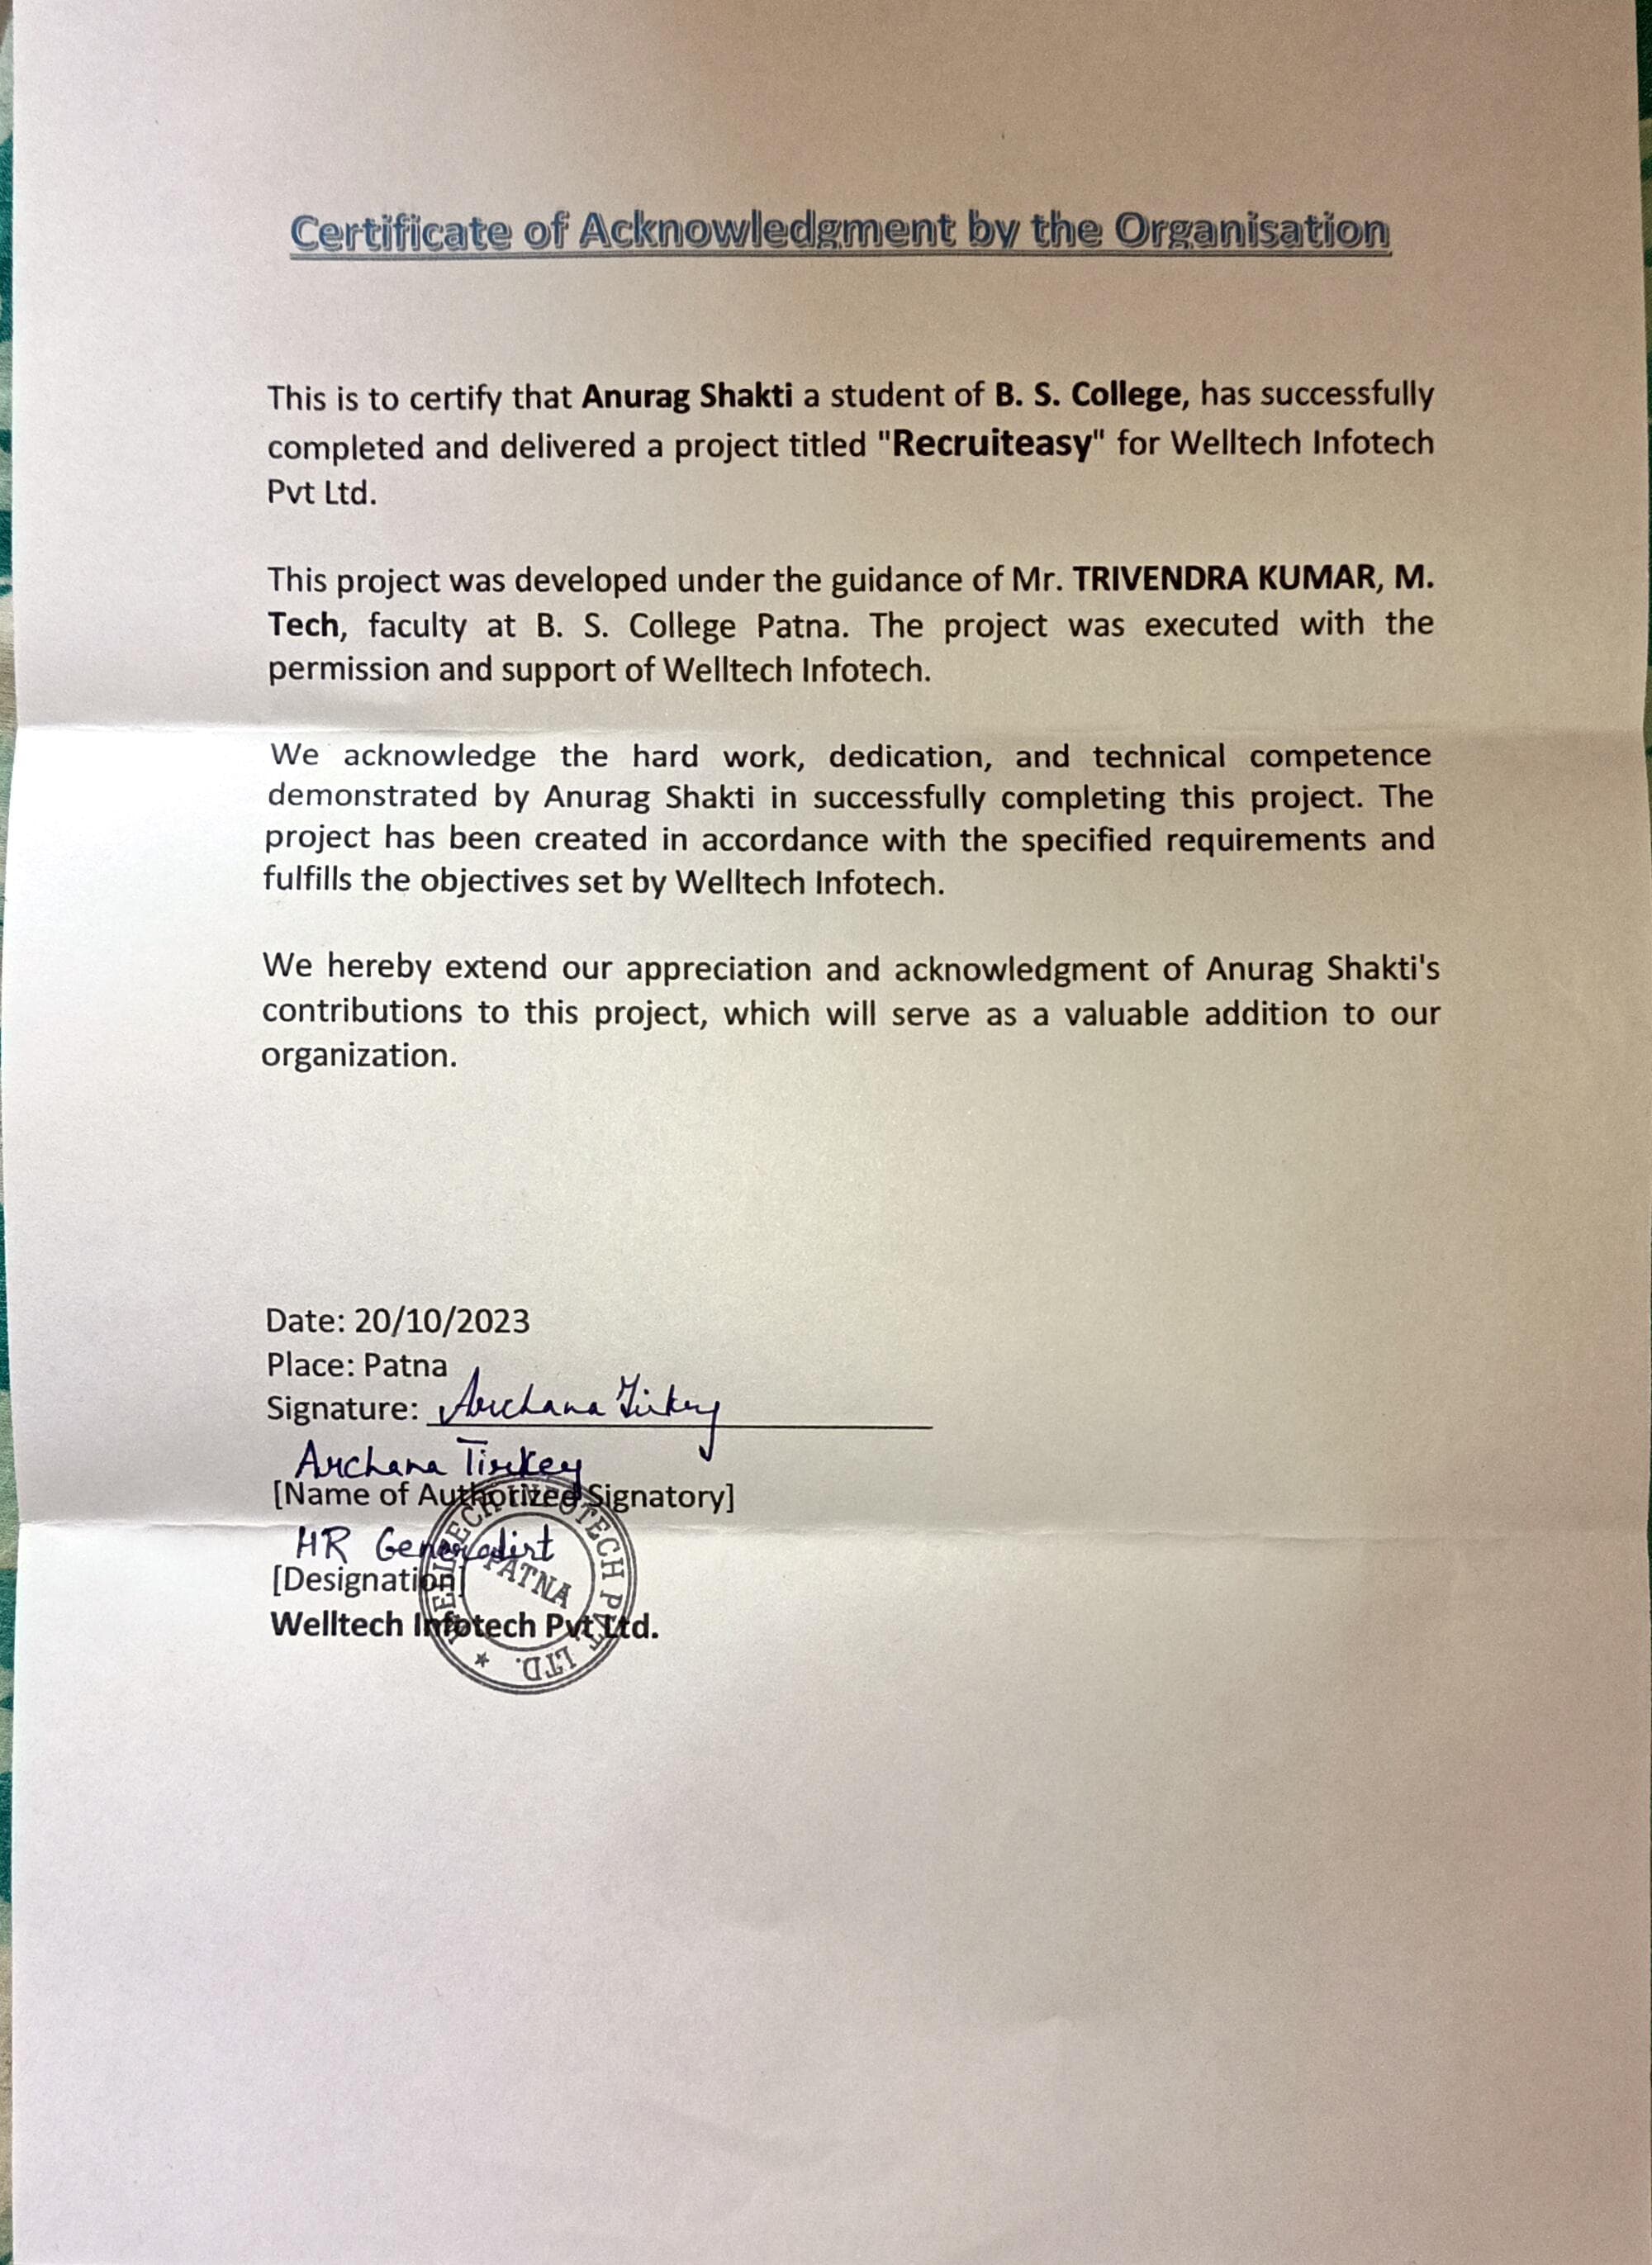 Certificate of Acknowledgment by the Organisation
This is to certify that Anurag Shakti a student of B. S. College, has successfully
completed and delivered a project titled "Recruiteasy" for Welltech Infotech
Pvt Ltd.
This project was developed under the guidance of Mr. TRIVENDRA KUMAR, M.
Tech, faculty at B. S. College Patna. The project was executed with the
permission and support of Welltech Infotech.
We acknowledge the hard work, dedication, and technical competence
demonstrated by Anurag Shakti in successfully completing this project. The
project has been created in accordance with the specified requirements and
fulfills the objectives set by Welltech Infotech.
We hereby extend our appreciation and acknowledgment of Anurag Shakti's
contributions to this project, which will serve as a valuable addition to our
organization.
Date: 20/10/2023
Place: Patna
Signature: Archana Tirkey
Archana Tirkey
[Name of Authorized Signatory]
HR Generalist
[Designation]
Welltech Infotech Pvt Ltd.
WELLTECH INFOTECH PVT. LTD.
PATNA